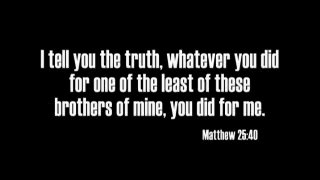 I tell you the truth, whatever you did
for one of the least of these
brothers of mine, you did for me.
Matthew 25:40